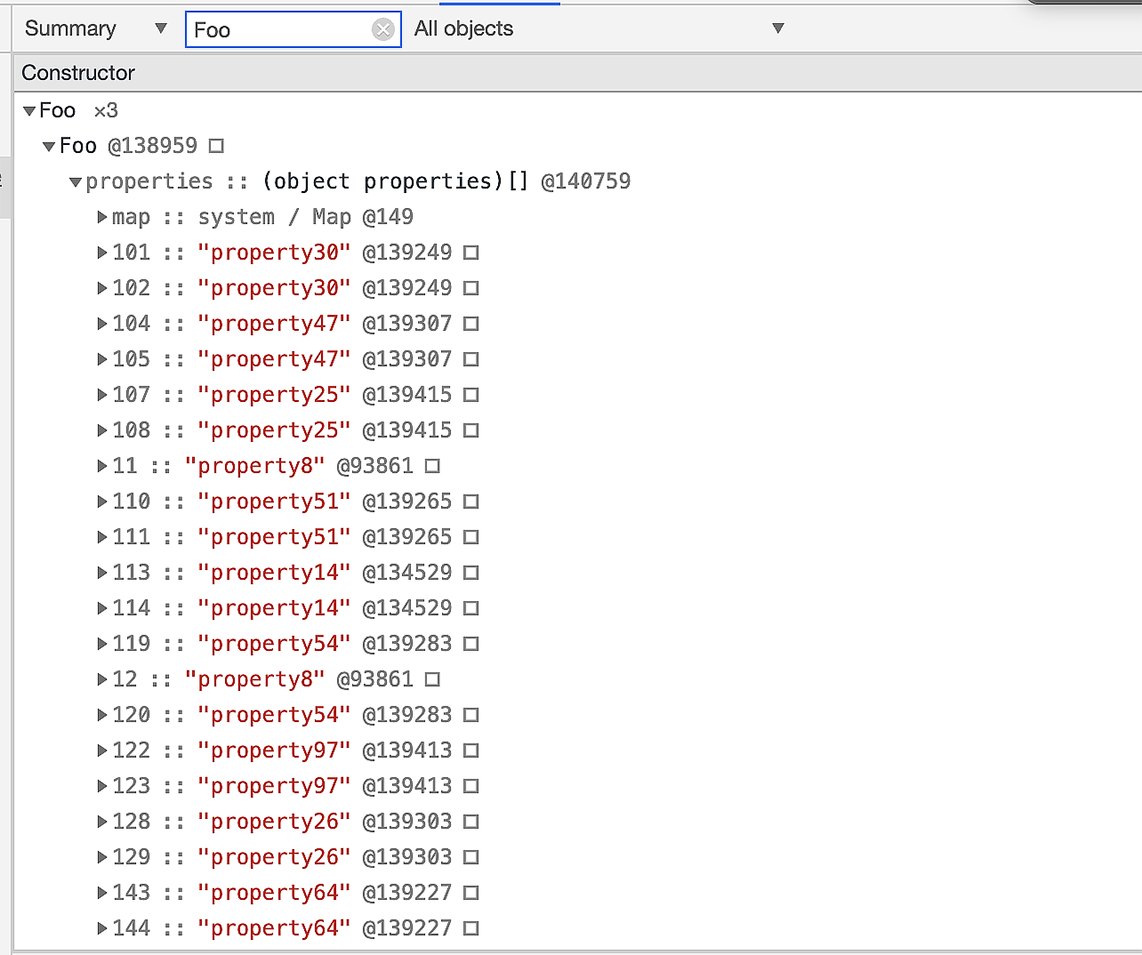 Summary Foo All objects
Constructor
Foo ×3
Foo @138959
properties :: (object properties)[] @140759
map :: system / Map @149
101 :: "property30" @139249
102 :: "property30" @139249
104 :: "property47" @139307
105 :: "property47" @139307
107 :: "property25" @139415
108 :: "property25" @139415
11 :: "property8" @93861
110 :: "property51" @139265
111 :: "property51" @139265
113 :: "property14" @134529
114 :: "property14" @134529
119 :: "property54" @139283
12 :: "property8" @93861
120 :: "property54" @139283
122 :: "property97" @139413
123 :: "property97" @139413
128 :: "property26" @139303
129 :: "property26" @139303
143 :: "property64" @139227
144 :: "property64" @139227